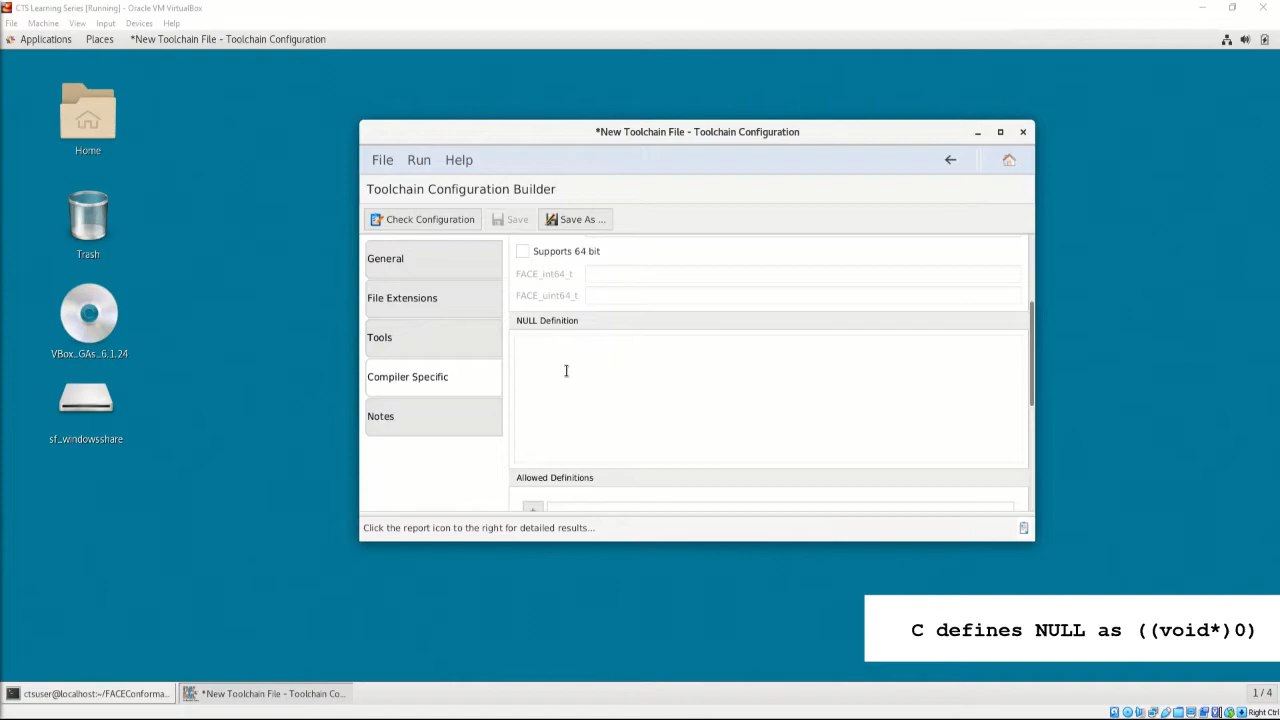 CTS Learning Series [Running] - Oracle VM VirtualBox
File Machine View Input Devices Help
Applications Places *New Toolchain File - Toolchain Configuration
Home
Trash
VBox_GAs_6.1.24
sf_windowsshare
*New Toolchain File - Toolchain Configuration
File Run Help
Toolchain Configuration Builder
Check Configuration Save Save As ...
General
File Extensions
Tools
Compiler Specific
Notes
Supports 64 bit
FACE_int64_t
FACE_uint64_t
NULL Definition
Allowed Definitions
Click the report icon to the right for detailed results...
C defines NULL as ((void*)0)
ctsuser@localhost:~/FACEConforma... *New Toolchain File - Toolchain Co... 1 / 4
Right Ctrl